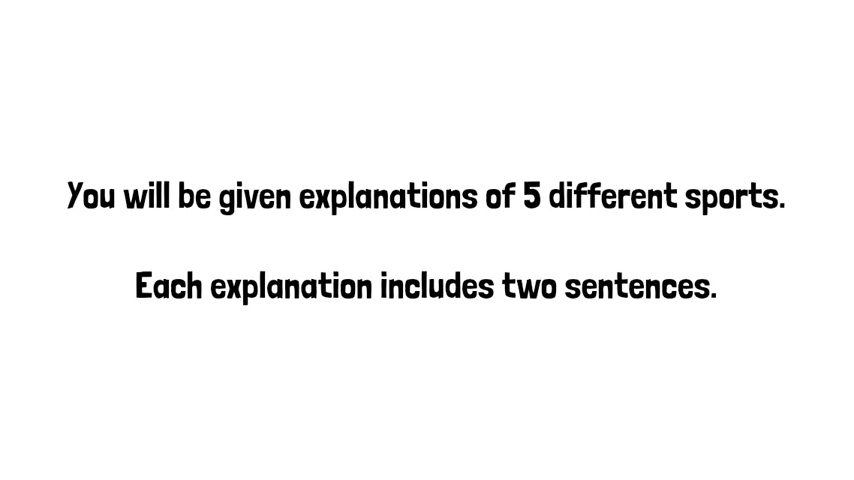 You will be given explanations of 5 different sports.
Each explanation includes two sentences.